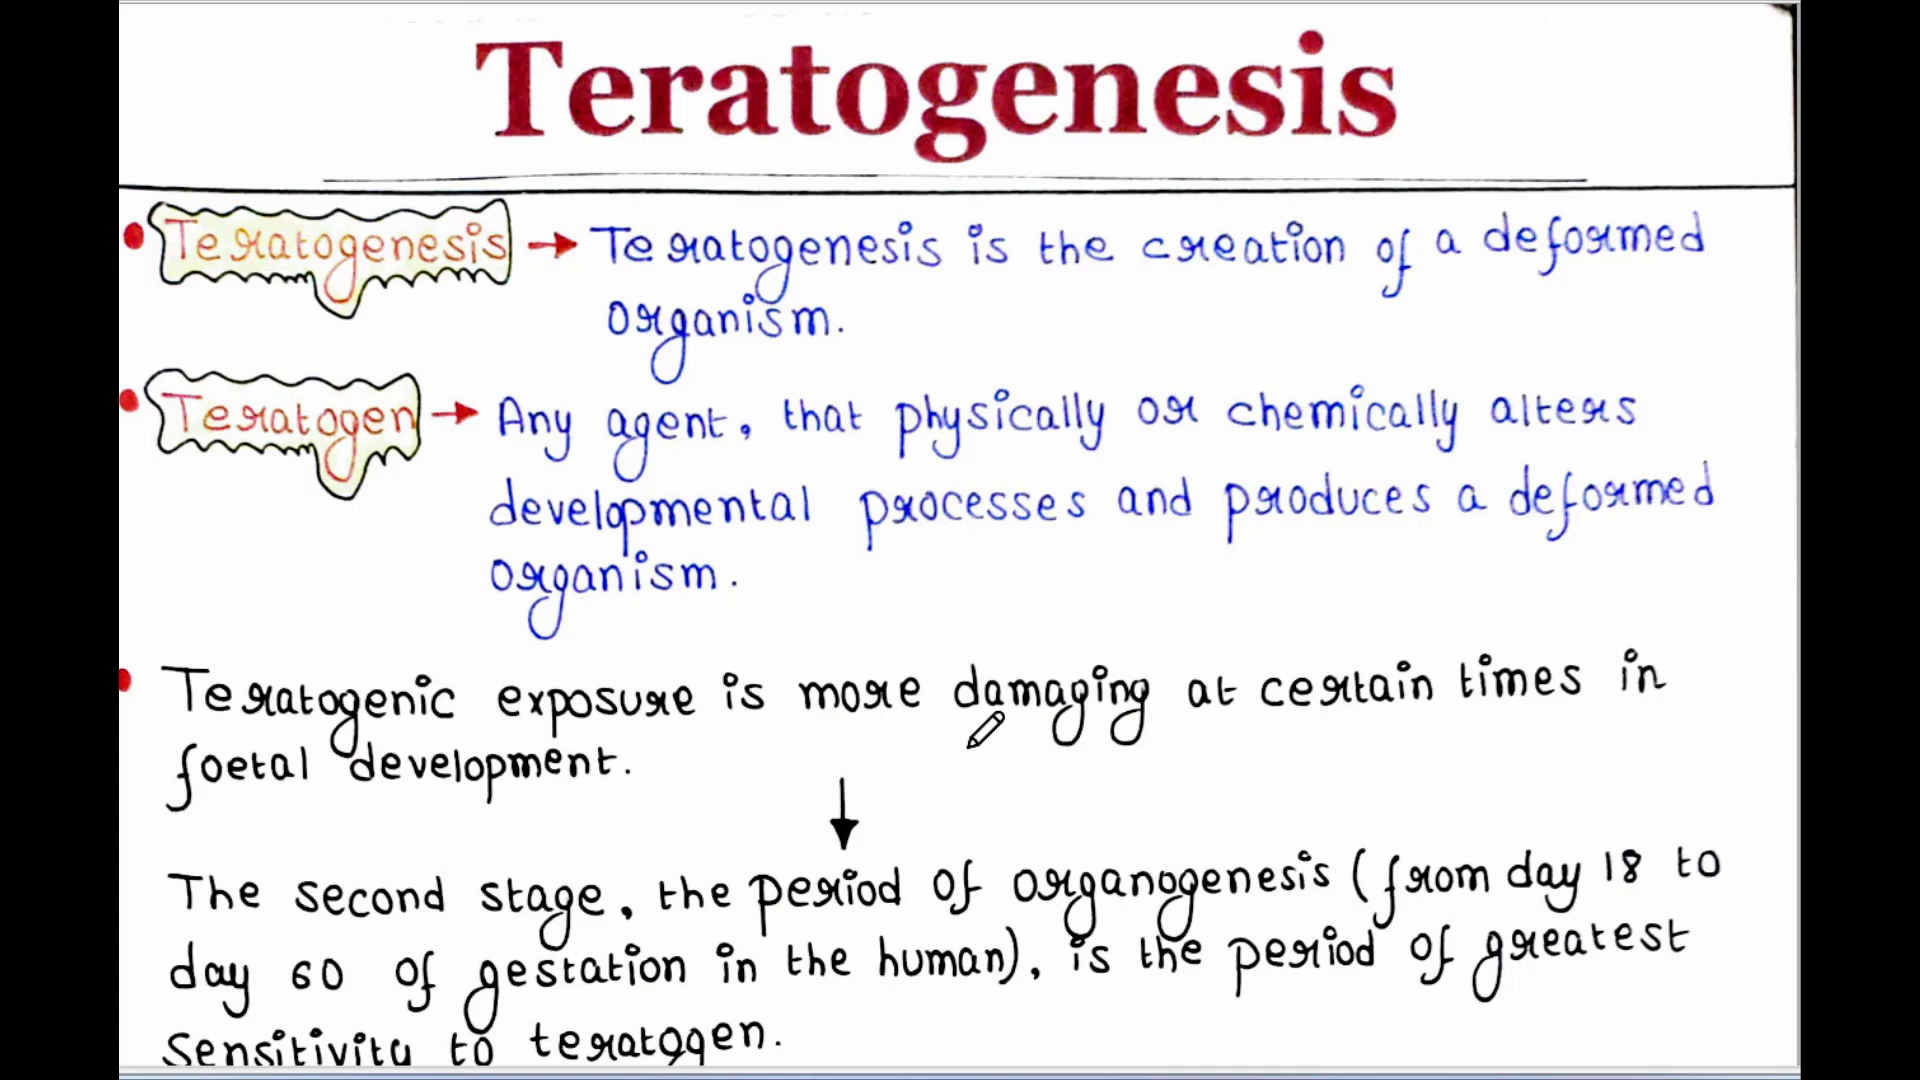 Teratogenesis
• Teratogenesis → Teratogenesis is the creation of a deformed
organism.
• Teratogen → Any agent, that physically or chemically alters
developmental processes and produces a deformed
organism.
• Teratogenic exposure is more damaging at certain times in
foetal development.
↓
The second stage, the period of organogenesis (from day 18 to
day 60 of gestation in the human), is the period of greatest
sensitivity to teratogen.